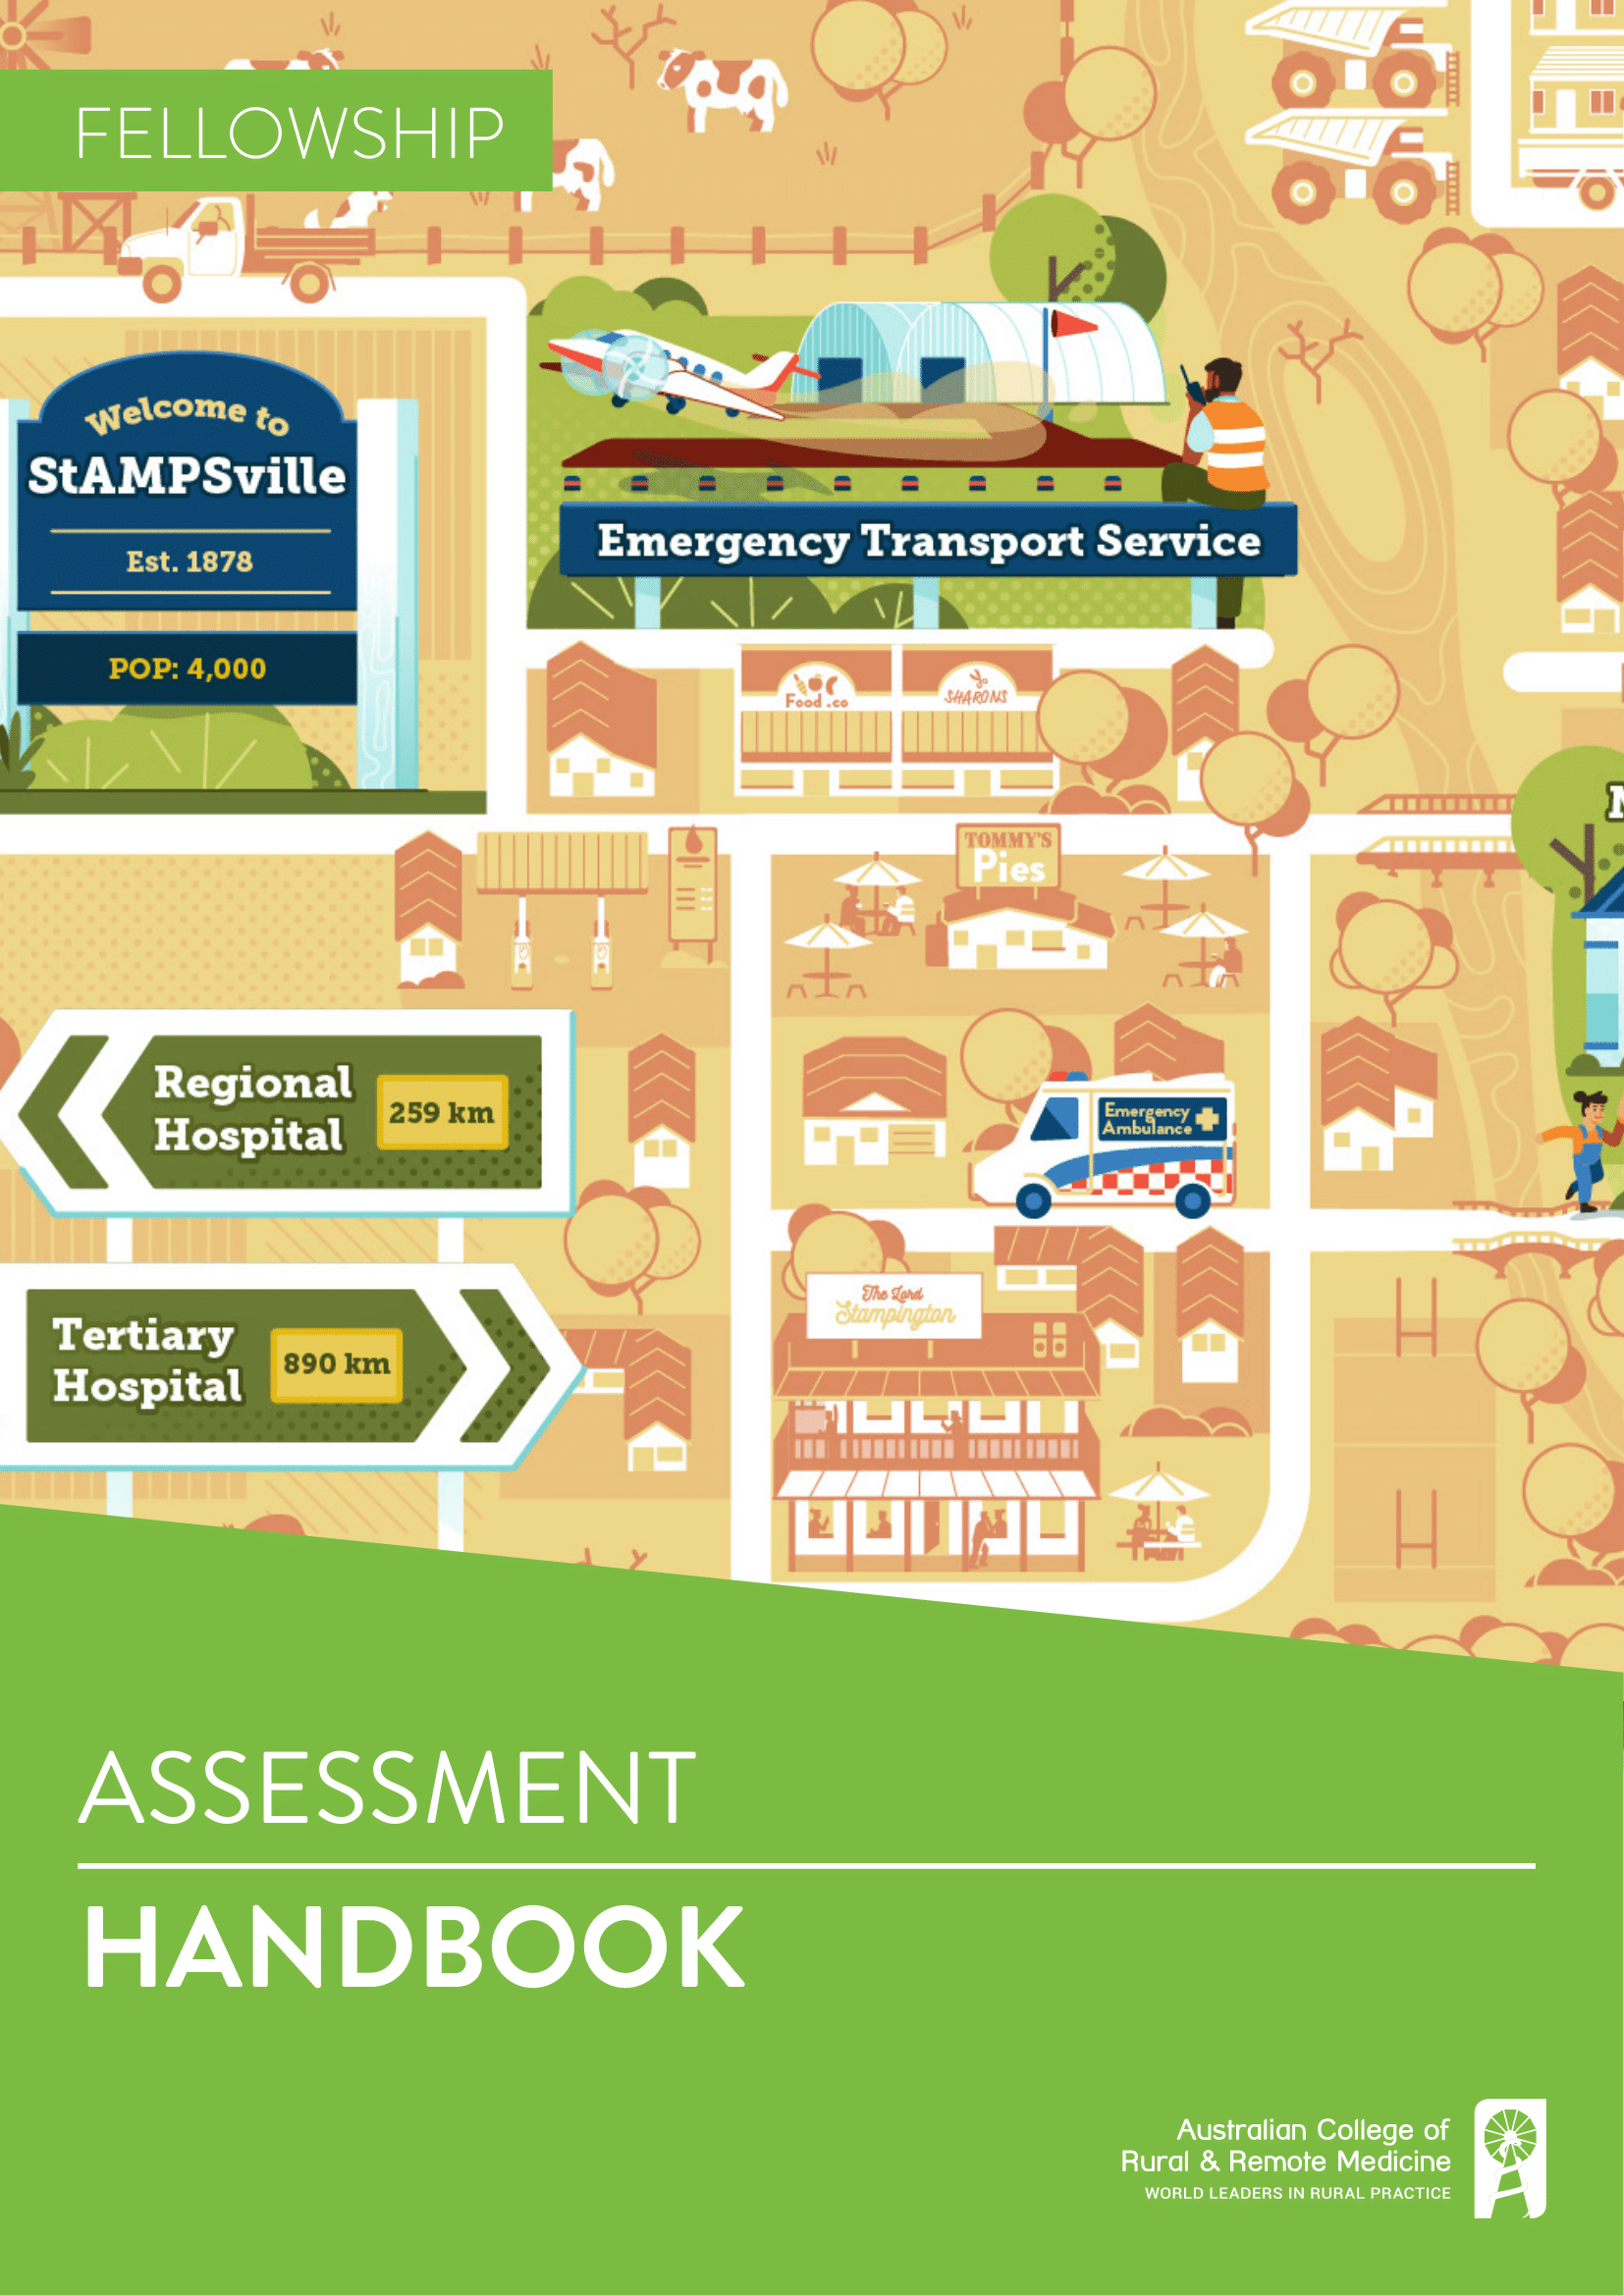 FELLOWSHIP
Welcome to
StAMPSville
Est. 1878
POP: 4,000
Emergency Transport Service
Food .co
SHARONS
TOMMY'S
Pies
Regional
Hospital
259 km
Emergency
Ambulance
Tertiary
Hospital
890 km
The Lord
Stampington
ASSESSMENT
HANDBOOK
Australian College of
Rural & Remote Medicine
WORLD LEADERS IN RURAL PRACTICE